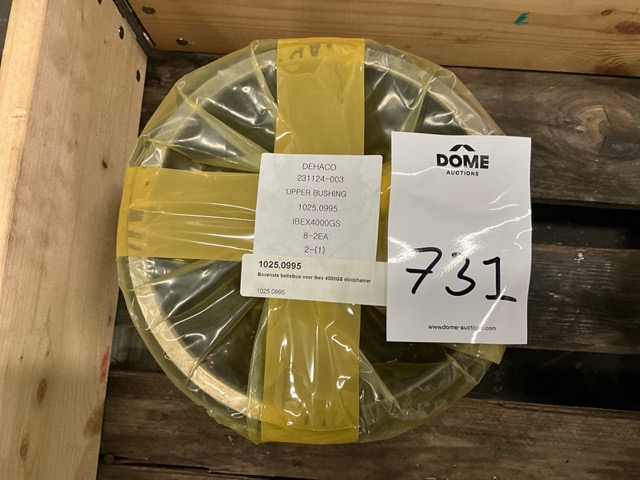 DEHACO
231124-003
UPPER BUSHING
1025.0995
IBEX4000GS
8-2EA
2-(1)
1025.0995
Bovenste beitelbus voor Ibex 4000GS sloophamer
1025.0995
DOME
AUCTIONS
731
www.dome-auctions.com